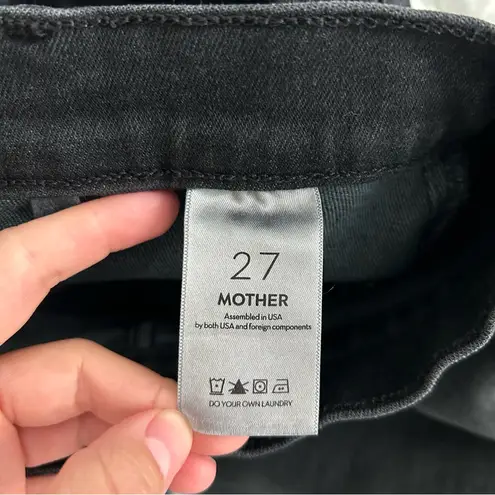 27
MOTHER
Assembled in USA
by both USA and foreign components
DO YOUR OWN LAUNDRY